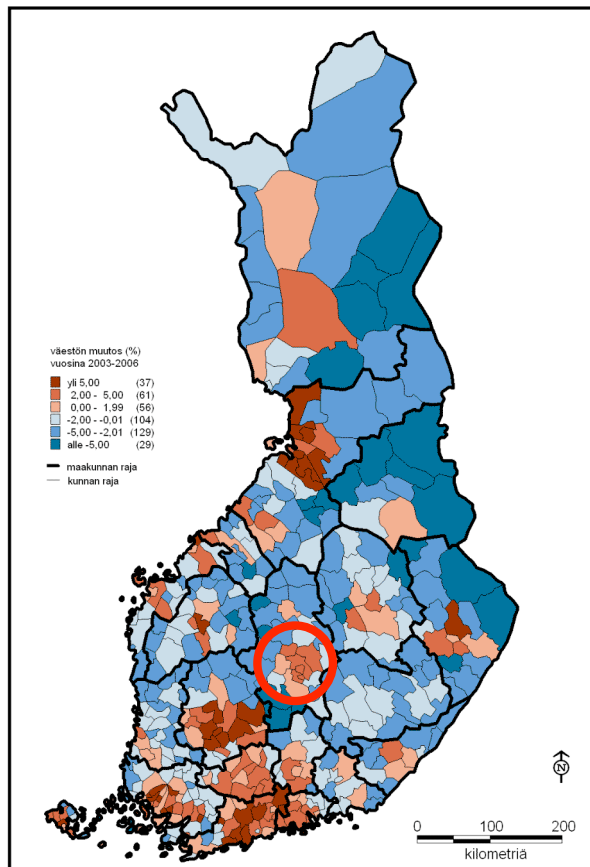 väestön muutos (%)
vuosina 2003-2006
yli 5,00 (37)
2,00 - 5,00 (61)
0,00 - 1,99 (56)
-2,00 - -0,01 (104)
-5,00 - -2,01 (129)
alle -5,00 (29)
maakunnan raja
kunnan raja
N
0 100 200
kilometriä